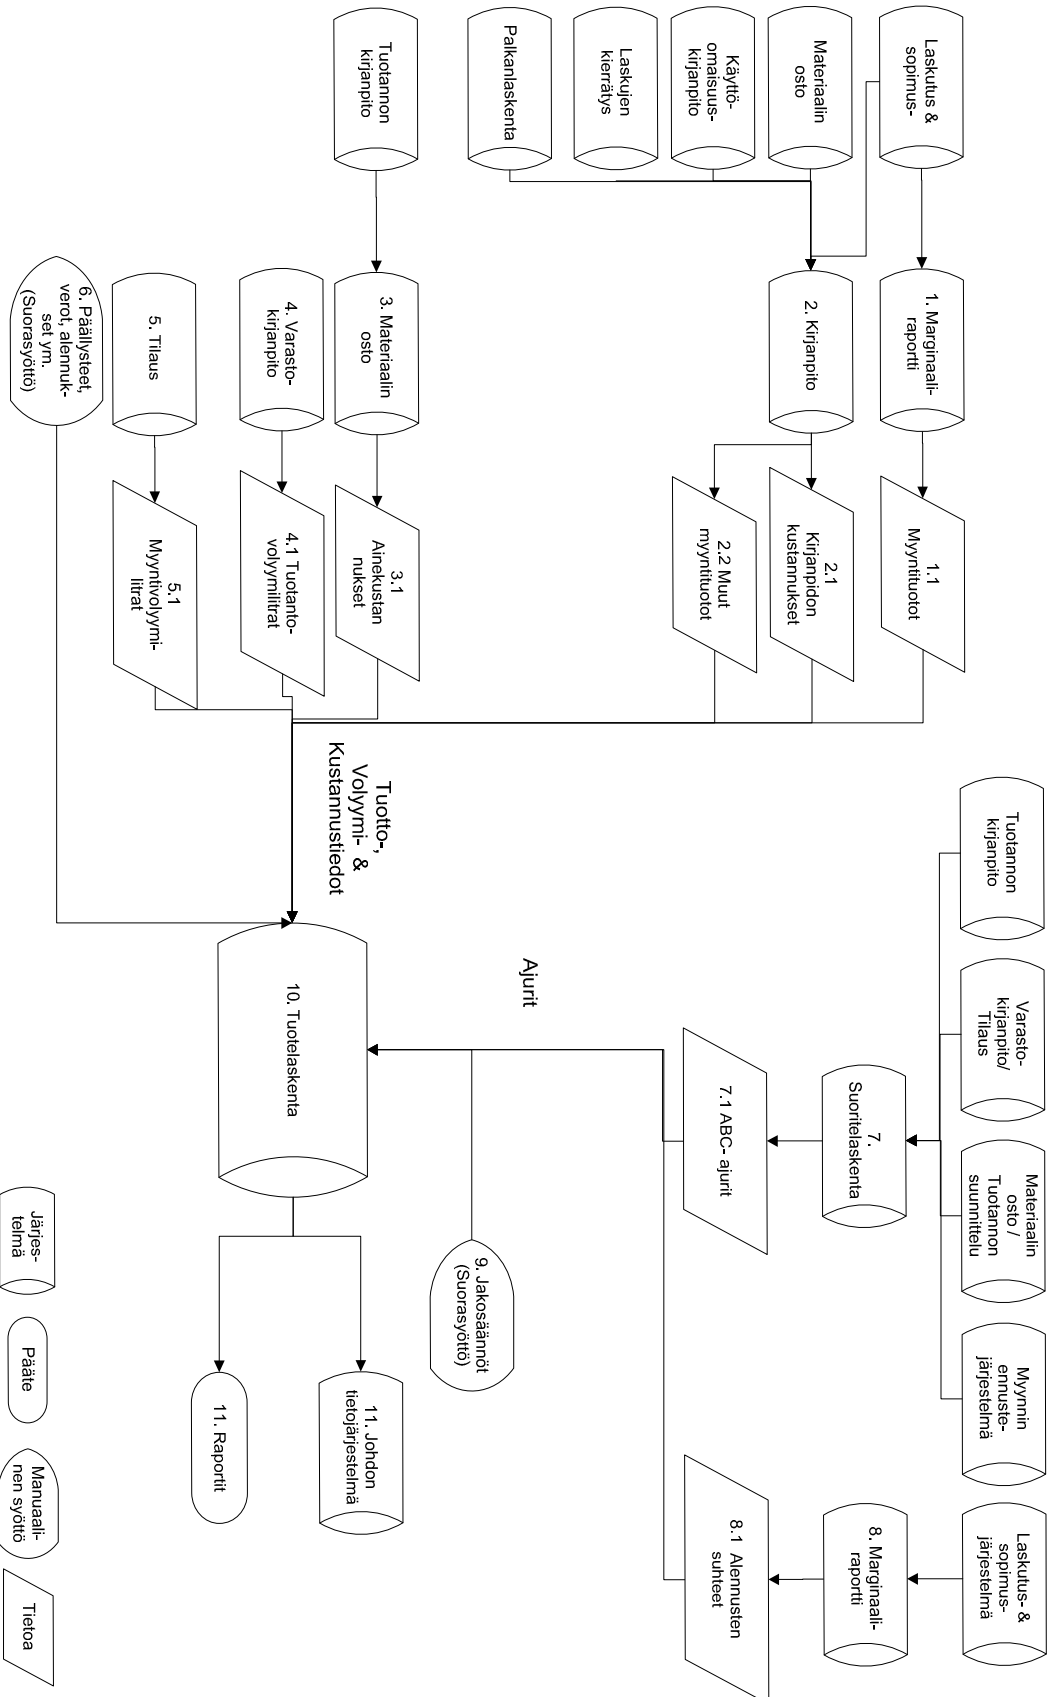 Laskutus &
sopimus-
Materiaalin
osto
Käyttö-
omaisuus-
kirjanpito
Laskujen
kierrätys
Palkanlaskenta
Tuotannon
kirjanpito
1. Marginaali-
raportti
2. Kirjanpito
3. Materiaalin
osto
4. Varasto-
kirjanpito
5. Tilaus
6. Päällysteet,
verot, alennuk-
set ym.
(Suorasyöttö)
1.1
Myyntituotot
2.1
Kirjanpidon
kustannukset
2.2 Muut
myyntituotot
3.1
Ainekustan
nukset
4.1 Tuotanto-
volyymilitrat
5.1
Myyntivolyymi-
litrat
Tuotto-,
Volyymi- &
Kustannustiedot
Tuotannon
kirjanpito
Varasto-
kirjanpito/
Tilaus
Materiaalin
osto /
Tuotannon
suunnittelu
Myynnin
ennuste-
järjestelmä
Laskutus- &
sopimus-
järjestelmä
7.
Suoritelaskenta
8. Marginaali-
raportti
7.1 ABC- ajurit
8.1 Alennusten
suhteet
Ajurit
9. Jakosäännöt
(Suorasyöttö)
10. Tuotelaskenta
11. Johdon
tietojärjestelmä
11. Raportit
Järjes-
telmä
Pääte
Manuaali-
nen syöttö
Tietoa